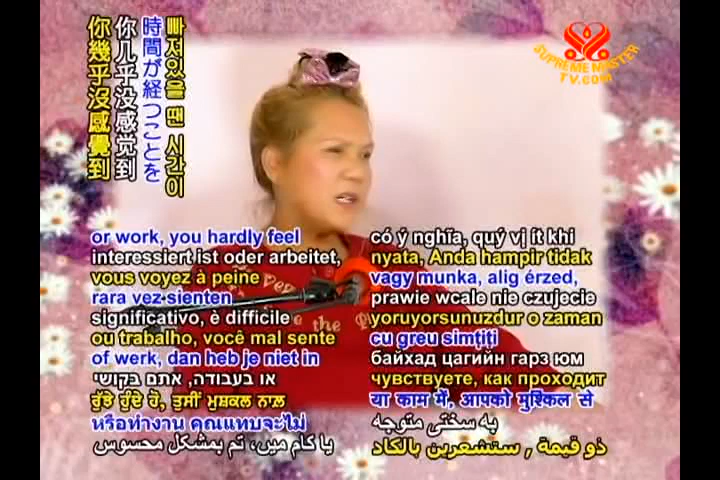 빠져있을 땐 시간이
時間が経つことを
你几乎没感觉到
你幾乎沒感覺到
SUPREME MASTER
TV.COM
or work, you hardly feel
interessiert ist oder arbeitet,
vous voyez à peine
rara vez sienten
significativo, è difficile
ou trabalho, você mal sente
of werk, dan heb je niet in
או בעבודה, אתם בקושי
ਰੁੱਝੇ ਹੁੰਦੇ ਹੋ, ਤੁਸੀਂ ਮੁਸ਼ਕਲ ਨਾਲ਼
หรือทำงาน คุณแทบจะไม่
یا کام میں، تم بمشکل محسوس
có ý nghĩa, quý vị ít khi
nyata, Anda hampir tidak
vagy munka, alig érzed,
prawie wcale nie czujecie
yoruyorsunuzdur o zaman
cu greu simțiți
байхад цагийн гарз юм
чувствуете, как проходит
या काम में, आपको मुश्किल से
به سختی متوجه
ذو قيمة , ستشعرين بالكاد
the